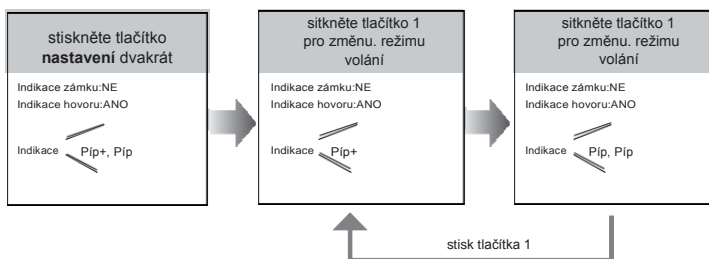 stiskněte tlačítko
nastavení dvakrát
Indikace zámku:NE
Indikace hovoru:ANO
Indikace
Píp+, Píp
sitkněte tlačítko 1
pro změnu. režimu
volání
Indikace zámku:NE
Indikace hovoru:ANO
Indikace
Píp+
sitkněte tlačítko 1
pro změnu. režimu
volání
Indikace zámku:NE
Indikace hovoru:ANO
Indikace
Píp, Píp
stisk tlačítka 1